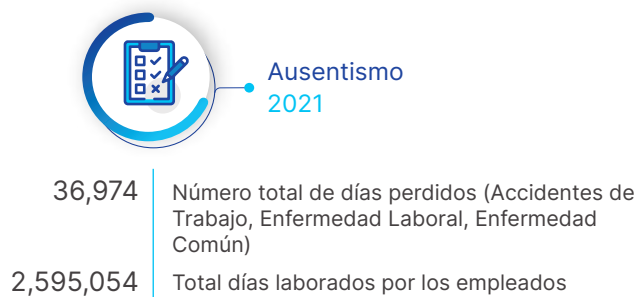 Ausentismo
2021
36,974 Número total de días perdidos (Accidentes de
Trabajo, Enfermedad Laboral, Enfermedad
Común)
2,595,054 Total días laborados por los empleados